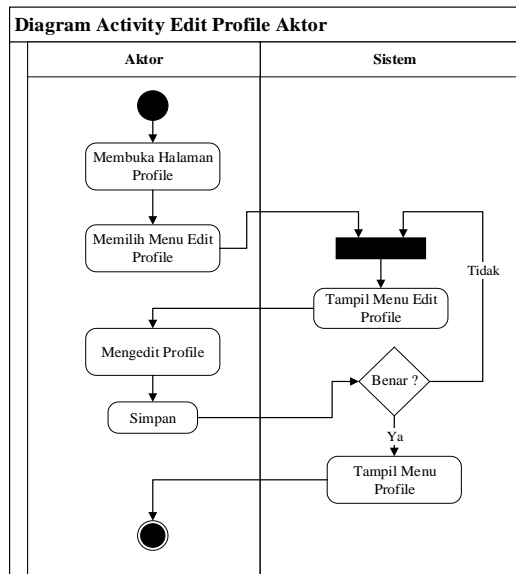 Diagram Activity Edit Profile Aktor
Aktor
Sistem
Membuka Halaman
Profile
Memilih Menu Edit
Profile
Tidak
Tampil Menu Edit
Profile
Mengedit Profile
Benar ?
Simpan
Ya
Tampil Menu
Profile